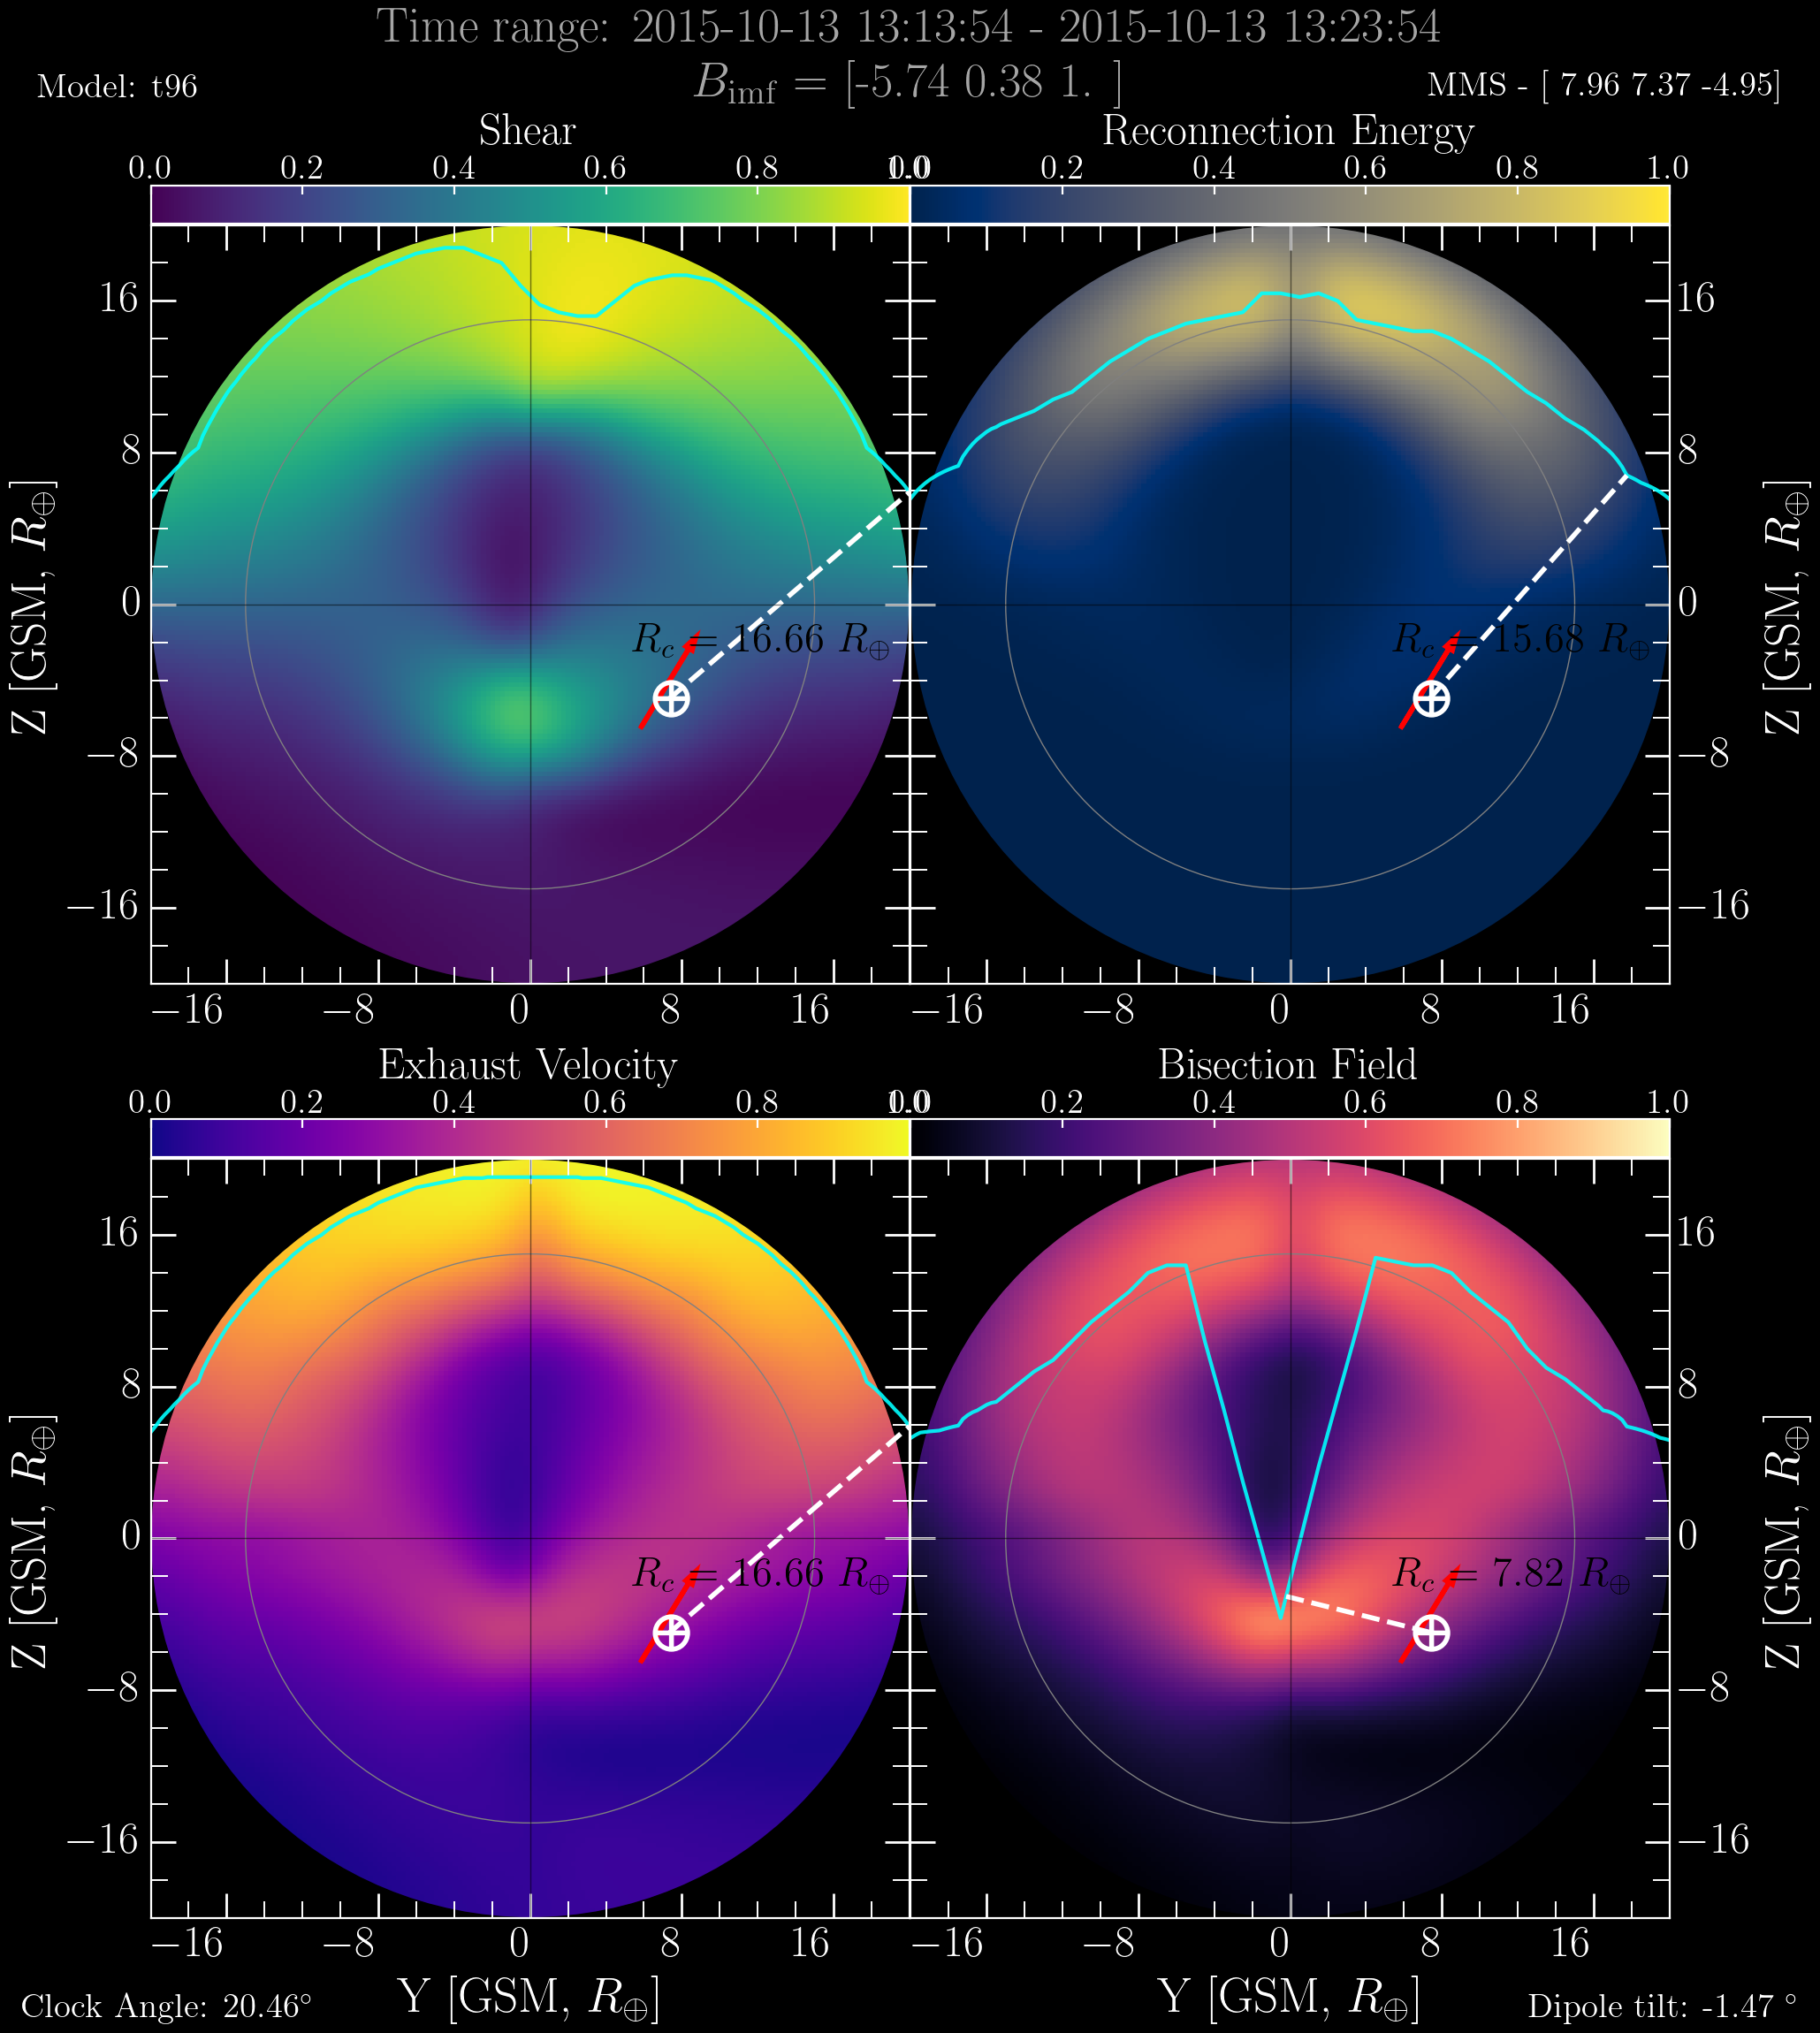 Time range: 2015-10-13 13:13:54 - 2015-10-13 13:23:54
Model: t96
B_imf = [-5.74 0.38 1. ]
MMS - [ 7.96 7.37 -4.95]
Shear
Reconnection Energy
0.0 0.2 0.4 0.6 0.8 1.0
0.0 0.2 0.4 0.6 0.8 1.0
Z [GSM, R⊕]
16
8
0
−8
−16
R_c = 16.66 R⊕
−16 −8 0 8 16
R_c = 15.68 R⊕
16
8
0
−8
−16
Z [GSM, R⊕]
−16 −8 0 8 16
Exhaust Velocity
Bisection Field
0.0 0.2 0.4 0.6 0.8 1.0
0.0 0.2 0.4 0.6 0.8 1.0
Z [GSM, R⊕]
16
8
0
−8
−16
R_c = 16.66 R⊕
−16 −8 0 8 16
Y [GSM, R⊕]
R_c = 7.82 R⊕
16
8
0
−8
−16
Z [GSM, R⊕]
−16 −8 0 8 16
Y [GSM, R⊕]
Clock Angle: 20.46°
Dipole tilt: -1.47 °